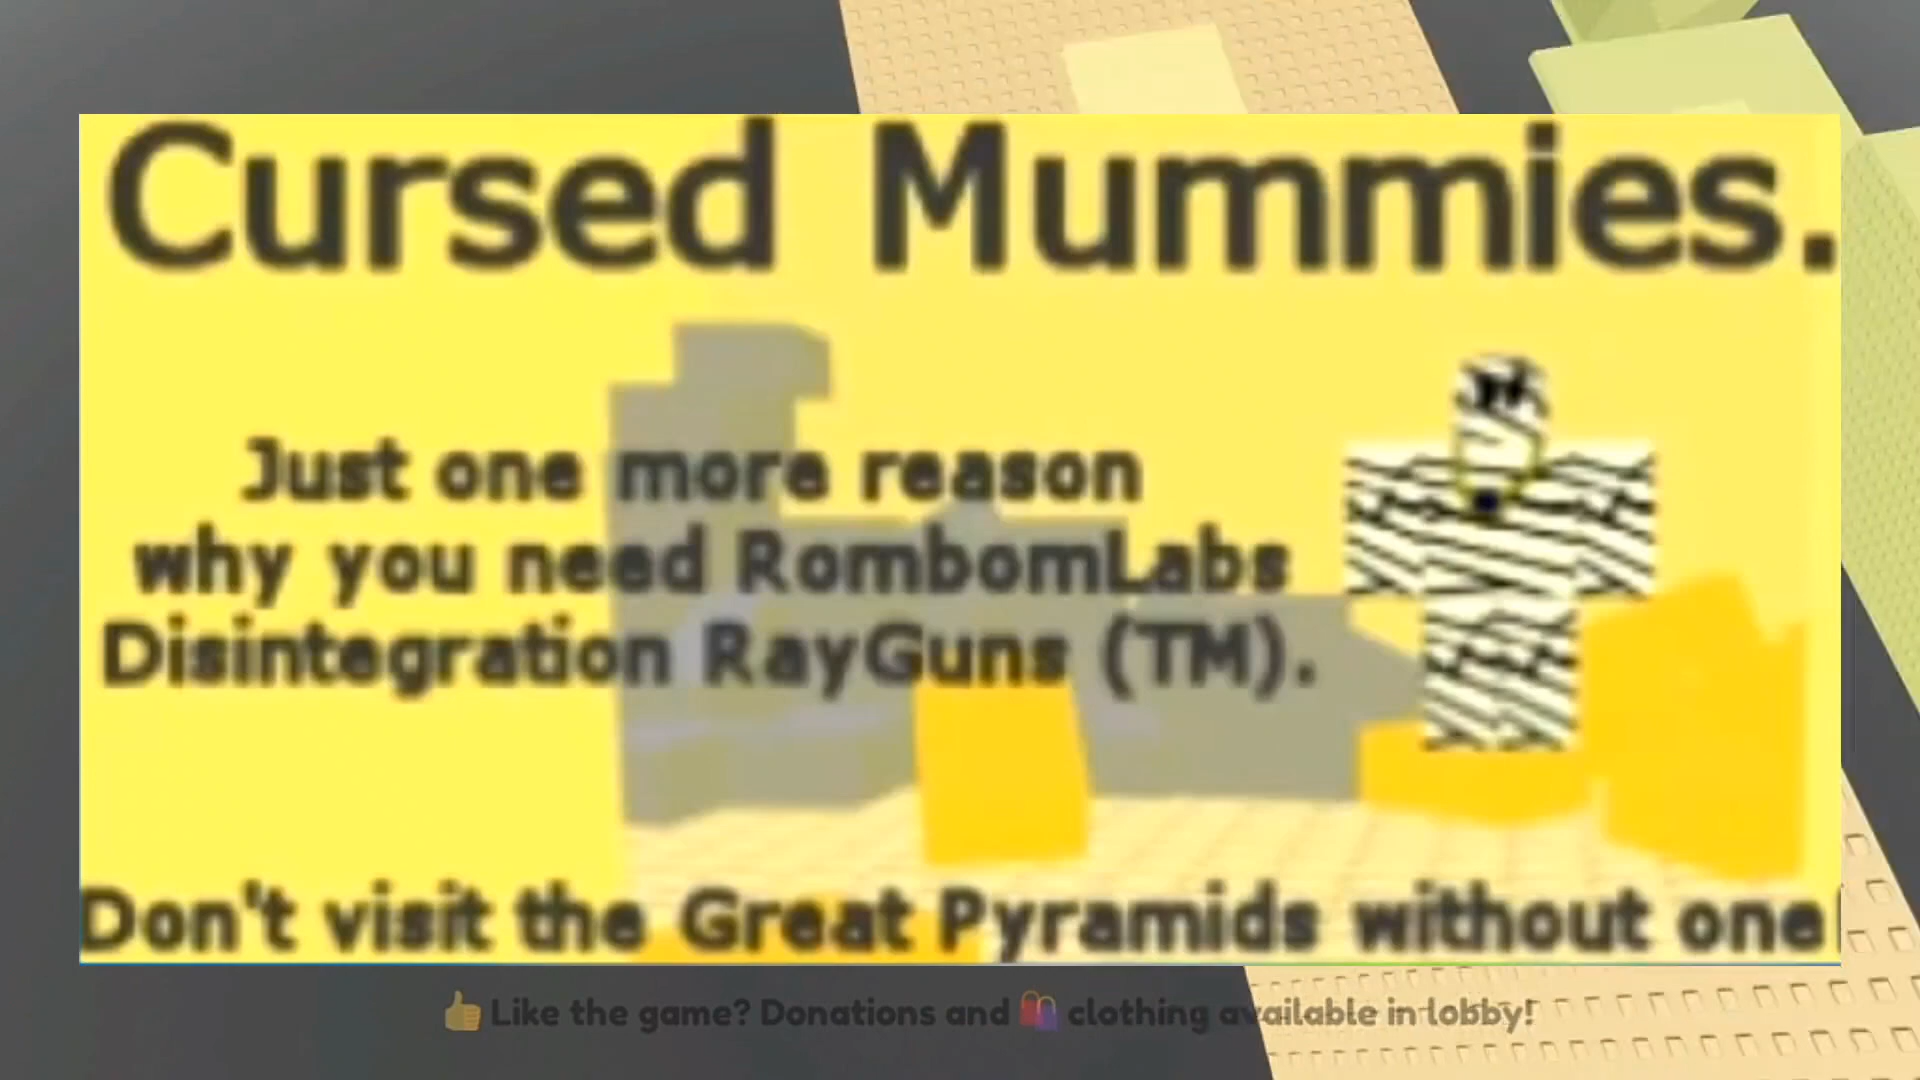 Cursed Mummies.
Just one more reason
why you need RombomLabs
Disintegration RayGuns (TM).
Don't visit the Great Pyramids without one!
👍 Like the game? Donations and 🛍️ clothing available in lobby!